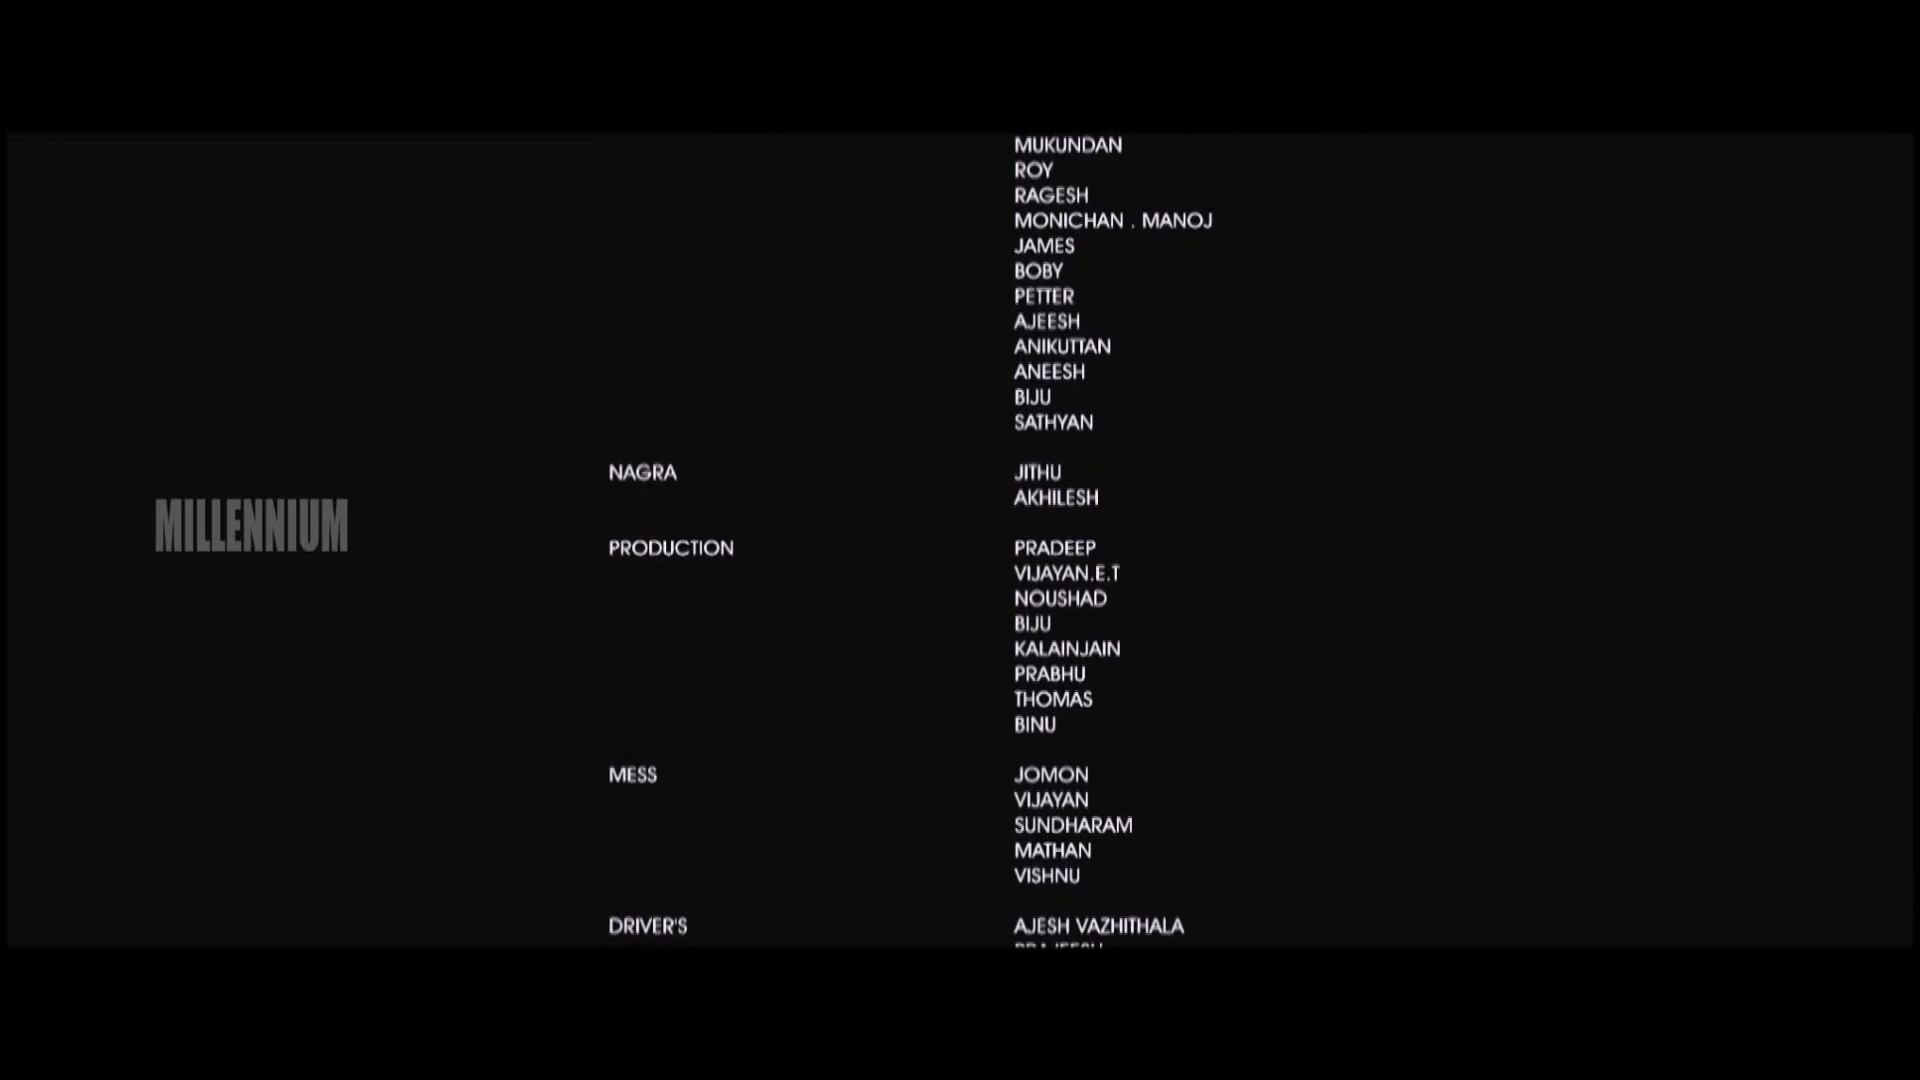 MUKUNDAN
ROY
RAGESH
MONICHAN . MANOJ
JAMES
BOBY
PETTER
AJEESH
ANIKUTTAN
ANEESH
BIJU
SATHYAN
NAGRA JITHU
AKHILESH
MILLENNIUM
PRODUCTION PRADEEP
VIJAYAN.E.T
NOUSHAD
BIJU
KALAINJAIN
PRABHU
THOMAS
BINU
MESS JOMON
VIJAYAN
SUNDHARAM
MATHAN
VISHNU
DRIVER'S AJESH VAZHITHALA